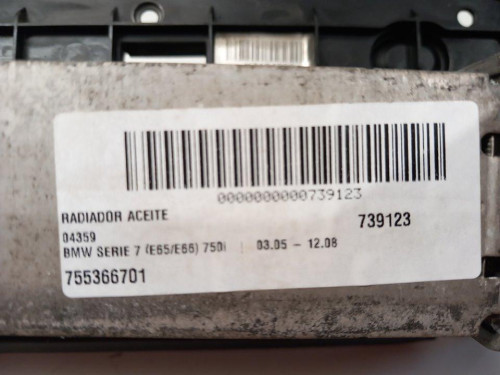 0000000000739123
RADIADOR ACEITE
739123
04359
BMW SERIE 7 (E65/E66) 750i 03.05 - 12.08
755366701